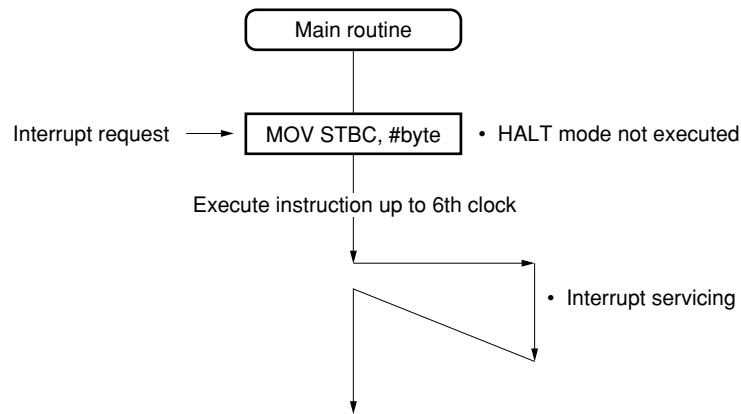 Main routine
Interrupt request
MOV STBC, #byte
• HALT mode not executed
Execute instruction up to 6th clock
• Interrupt servicing